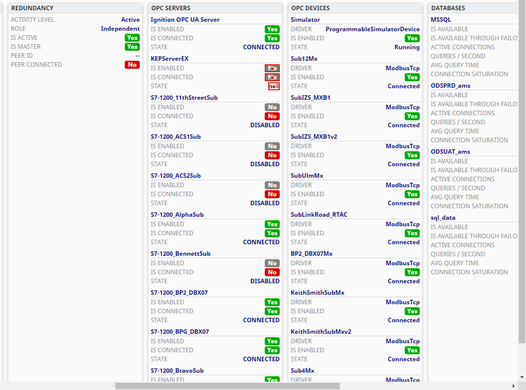 REDUNDANCY
ACTIVITY LEVEL Active
ROLE Independent
IS ACTIVE Yes
IS MASTER Yes
PEER ID --
PEER CONNECTED No
OPC SERVERS
Ignition OPC UA Server
IS ENABLED Yes
IS CONNECTED Yes
STATE CONNECTED
KEPServerEX
IS ENABLED
IS CONNECTED
STATE
S7-1200_11thStreetSub
IS ENABLED No
IS CONNECTED No
STATE DISABLED
S7-1200_ACS1Sub
IS ENABLED No
IS CONNECTED No
STATE DISABLED
S7-1200_ACS2Sub
IS ENABLED No
IS CONNECTED No
STATE DISABLED
S7-1200_AlphaSub
IS ENABLED Yes
IS CONNECTED Yes
STATE CONNECTED
S7-1200_BennettSub
IS ENABLED No
IS CONNECTED No
STATE DISABLED
S7-1200_BP2_DBX07
IS ENABLED Yes
IS CONNECTED Yes
STATE CONNECTED
S7-1200_BPG_DBX07
IS ENABLED Yes
IS CONNECTED Yes
STATE CONNECTED
S7-1200_BravoSub
IS ENABLED Yes
OPC DEVICES
Simulator
DRIVER ProgrammableSimulatorDevice
IS ENABLED Yes
STATE Running
Sub12Mx
DRIVER ModbusTcp
IS ENABLED Yes
STATE Connected
SubIZS_MXB1
DRIVER ModbusTcp
IS ENABLED Yes
STATE Connected
SubIZS_MXB1v2
DRIVER ModbusTcp
IS ENABLED Yes
STATE Connected
SubUlmMx
DRIVER ModbusTcp
IS ENABLED Yes
STATE Connected
SubLinkRoad_RTAC
DRIVER ModbusTcp
IS ENABLED Yes
STATE Connected
BP2_DBX07Mx
DRIVER ModbusTcp
IS ENABLED Yes
STATE Connected
KeithSmithSubMx
DRIVER ModbusTcp
IS ENABLED Yes
STATE Connected
KeithSmithSubMxv2
DRIVER ModbusTcp
IS ENABLED Yes
STATE Connected
Sub4Mx
DRIVER ModbusTcp
DATABASES
MSSQL
IS AVAILABLE
IS AVAILABLE THROUGH FAILO
ACTIVE CONNECTIONS
QUERIES / SECOND
AVG QUERY TIME
CONNECTION SATURATION
ODSPRD_ams
IS AVAILABLE
IS AVAILABLE THROUGH FAILO
ACTIVE CONNECTIONS
QUERIES / SECOND
AVG QUERY TIME
CONNECTION SATURATION
ODSUAT_ams
IS AVAILABLE
IS AVAILABLE THROUGH FAILO
ACTIVE CONNECTIONS
QUERIES / SECOND
AVG QUERY TIME
CONNECTION SATURATION
sql_data
IS AVAILABLE
IS AVAILABLE THROUGH FAILO
ACTIVE CONNECTIONS
QUERIES / SECOND
AVG QUERY TIME
CONNECTION SATURATION